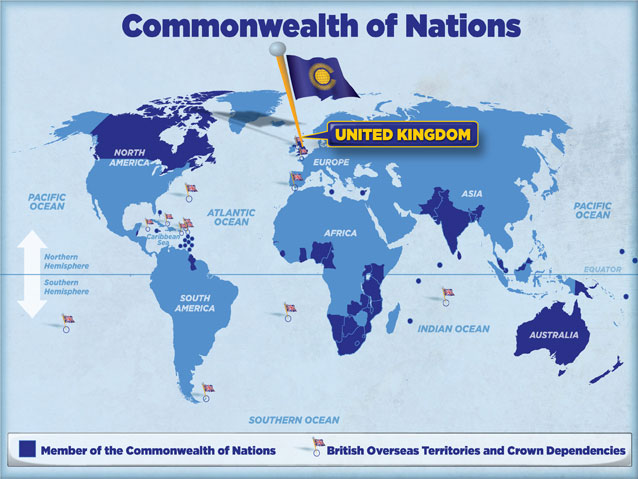 Commonwealth of Nations
UNITED KINGDOM
NORTH
AMERICA
EUROPE
ASIA
PACIFIC
OCEAN
ATLANTIC
OCEAN
PACIFIC
OCEAN
AFRICA
Caribbean
Sea
Northern
Hemisphere
EQUATOR
Southern
Hemisphere
SOUTH
AMERICA
INDIAN OCEAN
AUSTRALIA
SOUTHERN OCEAN
Member of the Commonwealth of Nations
British Overseas Territories and Crown Dependencies